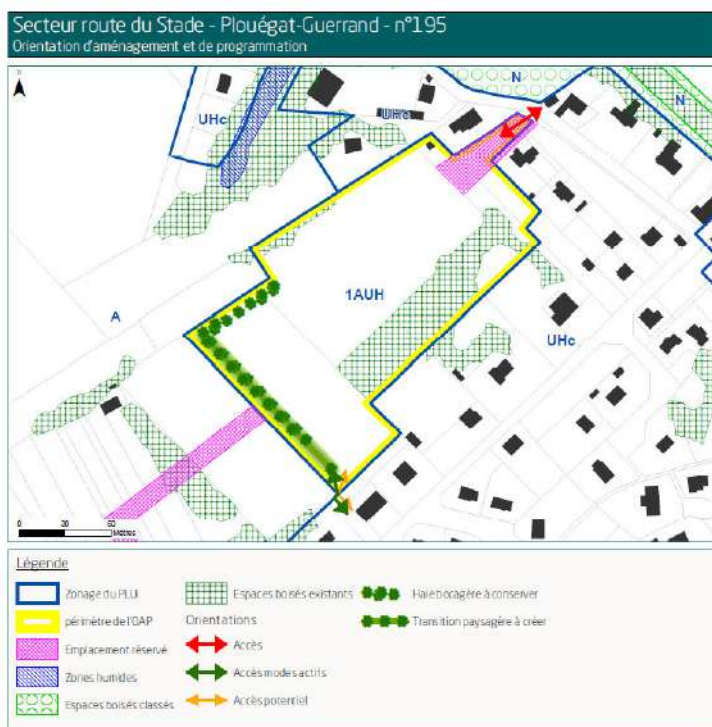 Secteur route du Stade - Plouégat-Guerrand - n°195
Orientation d'aménagement et de programmation
N
N
UHc
UHc
1AUH
A
UHc
0 30 60
Mètres
Légende
Zonage du PLUi
périmètre de l'OAP
Emplacement réservé
Zones humides
Espaces boisés classés
Espaces boisés existants
Orientations
Accès
Accès modes actifs
Accès potentiel
Haie bocagère à conserver
Transition paysagère à créer